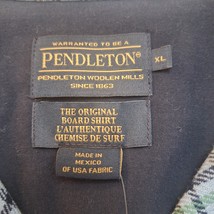 WARRANTED TO BE A
PENDLETON®
PENDLETON WOOLEN MILLS
SINCE 1863
XL
THE ORIGINAL
BOARD SHIRT
L'AUTHENTIQUE
CHEMISE DE SURF
MADE IN
MEXICO
OF USA FABRIC